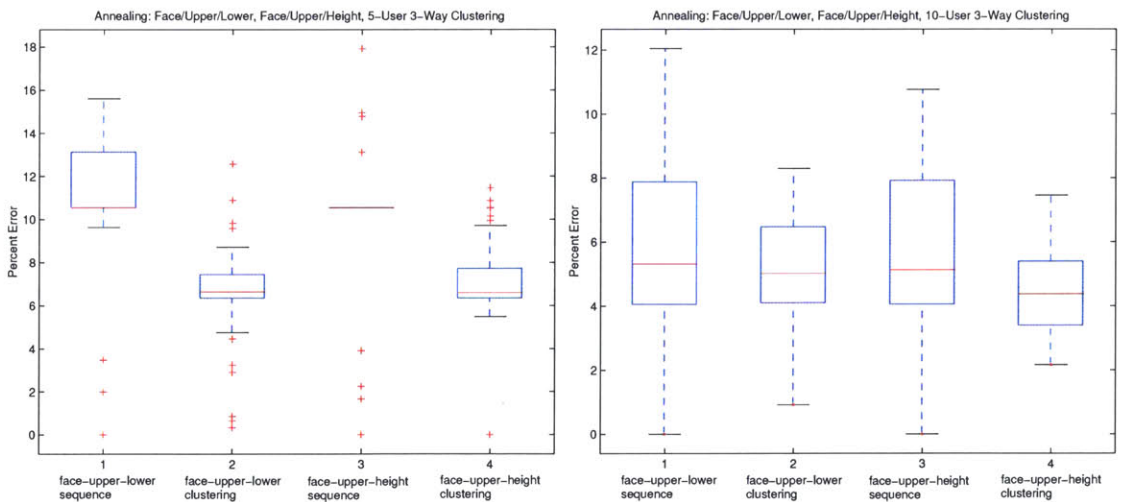 Annealing: Face/Upper/Lower, Face/Upper/Height, 5−User 3−Way Clustering
Percent Error
18
16
14
12
10
8
6
4
2
0
1
2
3
4
face-upper-lower
sequence
face-upper-lower
clustering
face-upper-height
sequence
face-upper-height
clustering
Annealing: Face/Upper/Lower, Face/Upper/Height, 10−User 3−Way Clustering
Percent Error
12
10
8
6
4
2
0
1
2
3
4
face-upper-lower
sequence
face-upper-lower
clustering
face-upper-height
sequence
face-upper-height
clustering